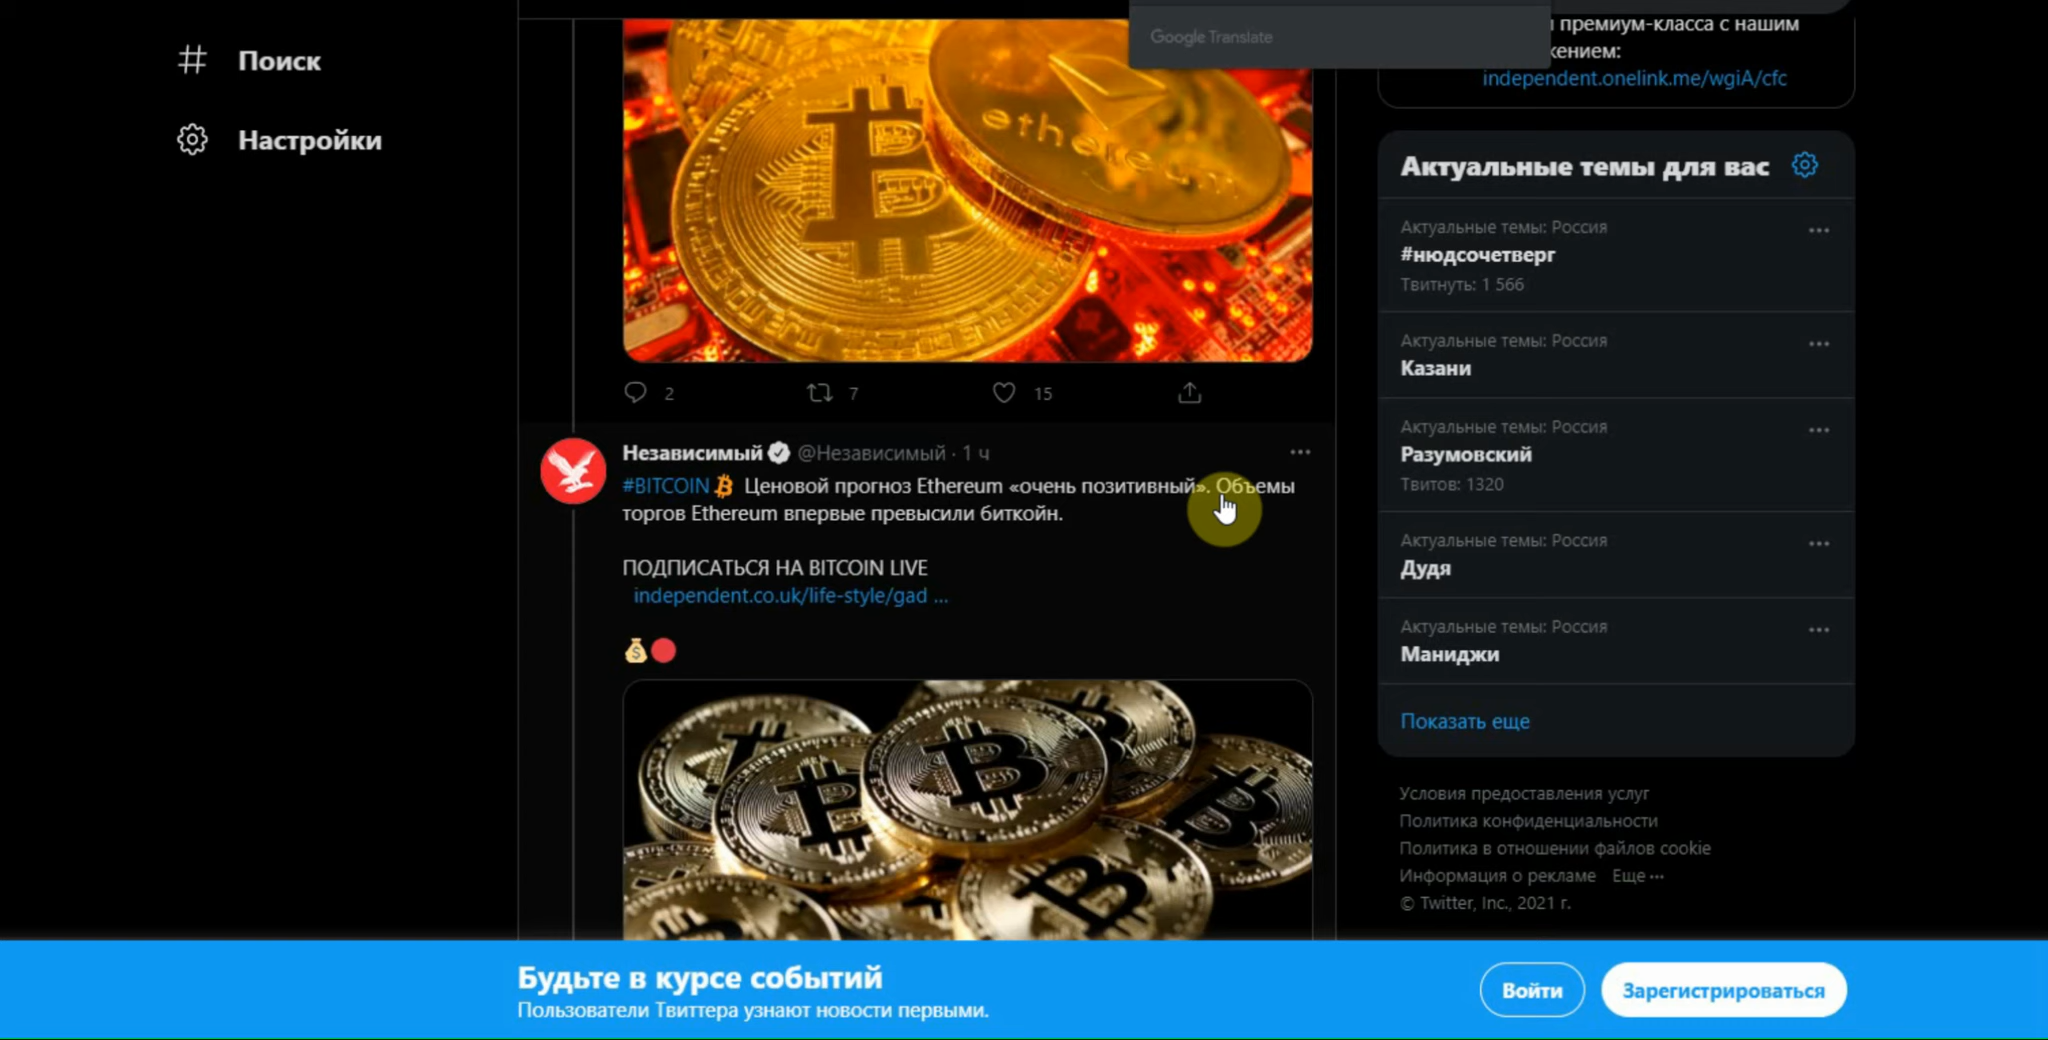 Поиск
Настройки
Google Translate
ethereum
2
7
15
Независимый @Независимый · 1 ч
#BITCOIN Ценовой прогноз Ethereum «очень позитивный». Объемы
торгов Ethereum впервые превысили биткойн.
ПОДПИСАТЬСЯ НА BITCOIN LIVE
independent.co.uk/life-style/gad ...
премиум-класса с нашим
independent.onelink.me/wgiA/cfc
Актуальные темы для вас
Актуальные темы: Россия
#нюдсочетверг
Твитнуть: 1 566
Актуальные темы: Россия
Казани
Актуальные темы: Россия
Разумовский
Твитов: 1320
Актуальные темы: Россия
Дудя
Актуальные темы: Россия
Маниджи
Показать еще
Условия предоставления услуг
Политика конфиденциальности
Политика в отношении файлов cookie
Информация о рекламе Еще ···
© Twitter, Inc., 2021 г.
Будьте в курсе событий
Пользователи Твиттера узнают новости первыми.
Войти
Зарегистрироваться